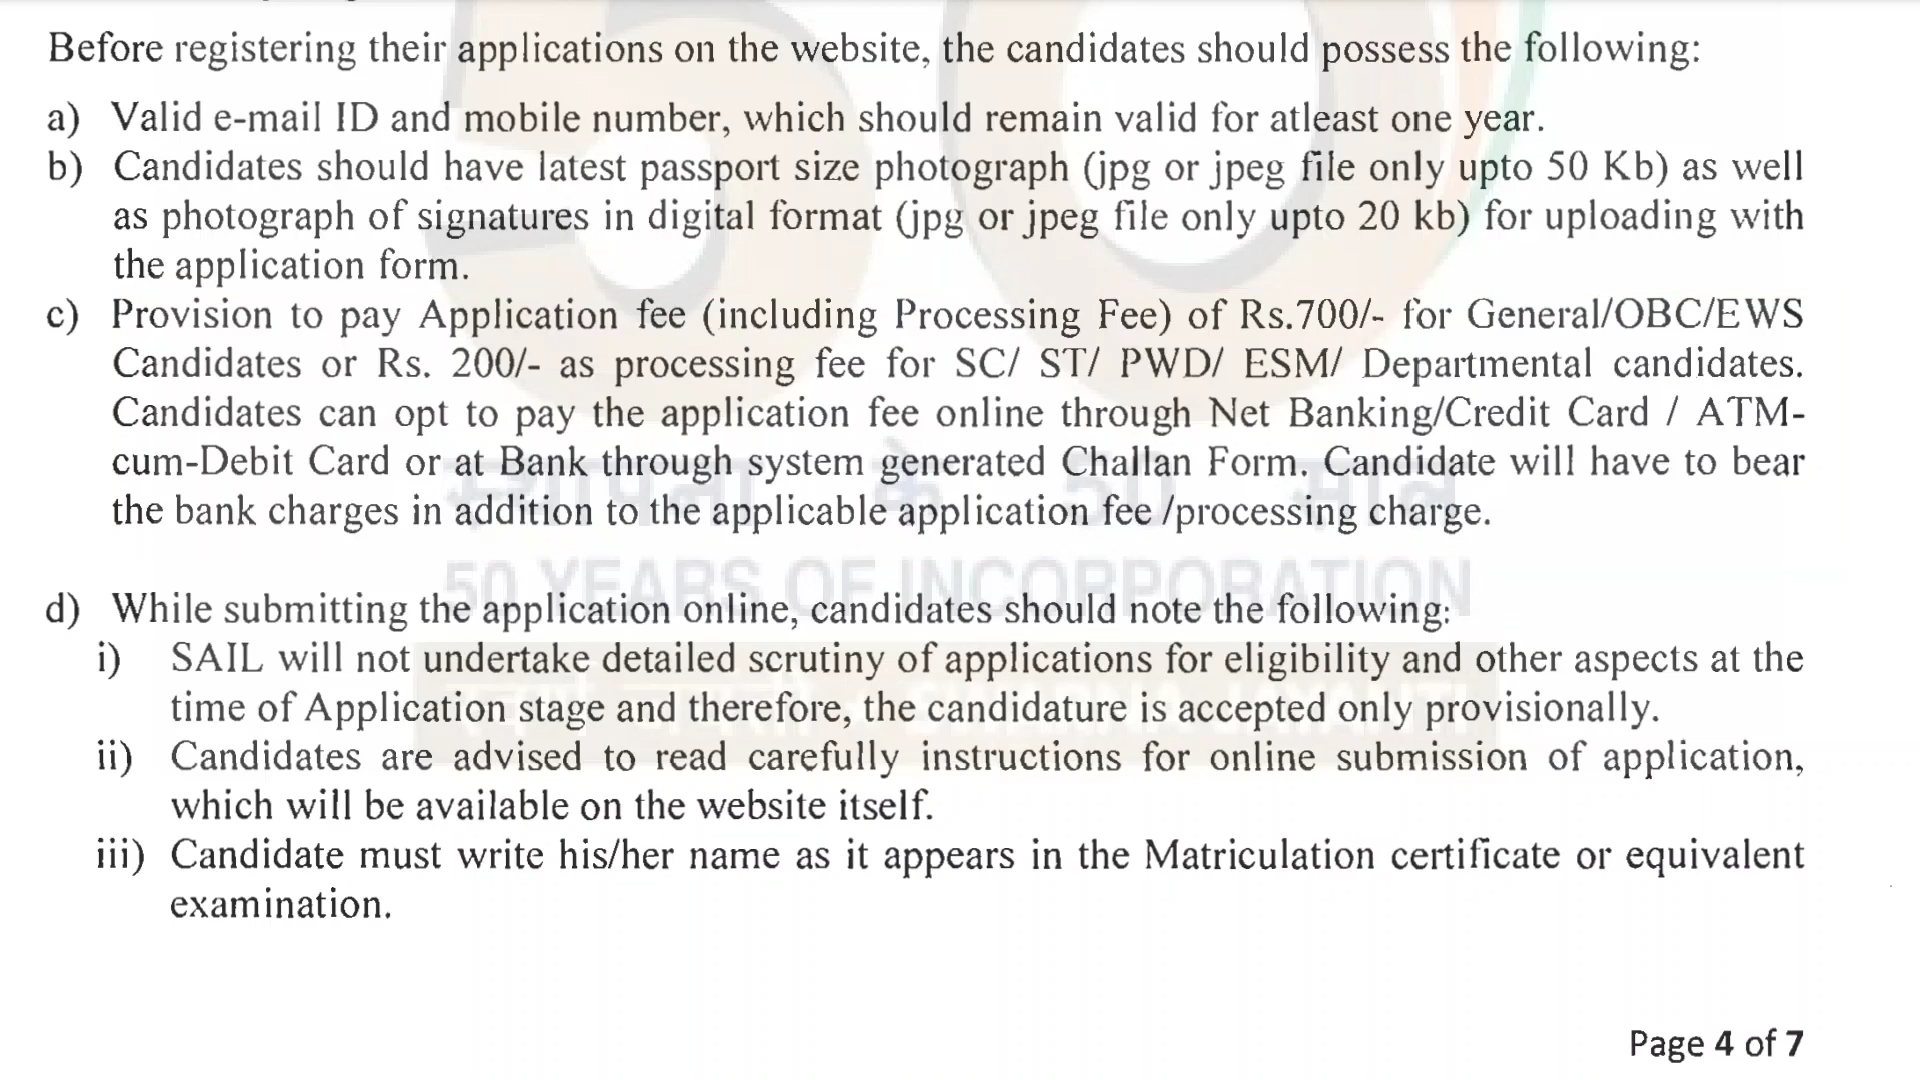 Before registering their applications on the website, the candidates should possess the following:
a) Valid e-mail ID and mobile number, which should remain valid for atleast one year.
b) Candidates should have latest passport size photograph (jpg or jpeg file only upto 50 Kb) as well
as photograph of signatures in digital format (jpg or jpeg file only upto 20 kb) for uploading with
the application form.
c) Provision to pay Application fee (including Processing Fee) of Rs.700/- for General/OBC/EWS
Candidates or Rs. 200/- as processing fee for SC/ ST/ PWD/ ESM/ Departmental candidates.
Candidates can opt to pay the application fee online through Net Banking/Credit Card / ATM-
cum-Debit Card or at Bank through system generated Challan Form. Candidate will have to bear
the bank charges in addition to the applicable application fee /processing charge.
50 YEARS OF INCORPORATION
d) While submitting the application online, candidates should note the following:
i) SAIL will not undertake detailed scrutiny of applications for eligibility and other aspects at the
time of Application stage and therefore, the candidature is accepted only provisionally.
ii) Candidates are advised to read carefully instructions for online submission of application,
which will be available on the website itself.
iii) Candidate must write his/her name as it appears in the Matriculation certificate or equivalent
examination.
Page 4 of 7